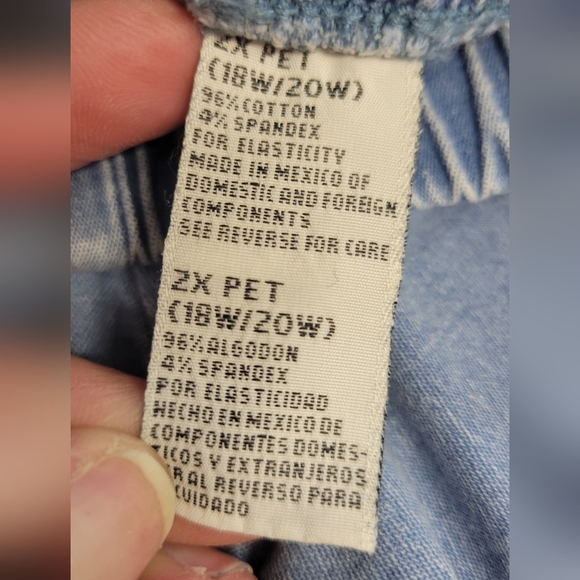 2X PET
(18W/20W)
96% COTTON
4% SPANDEX
FOR ELASTICITY
MADE IN MEXICO OF
DOMESTIC AND FOREIGN
COMPONENTS
SEE REVERSE FOR CARE
2X PET
(18W/20W)
96% ALGODON
4% SPANDEX
POR ELASTICIDAD
HECHO EN MEXICO DE
COMPONENTES DOMES-
TICOS Y EXTRANJEROS
AL REVERSO PARA
CUIDADO